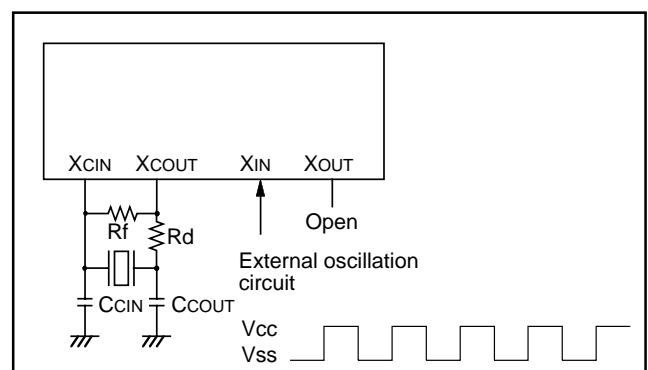 XCIN XCOUT XIN XOUT
Rf
Rd
Open
External oscillation
circuit
CCIN CCOUT
Vcc
Vss